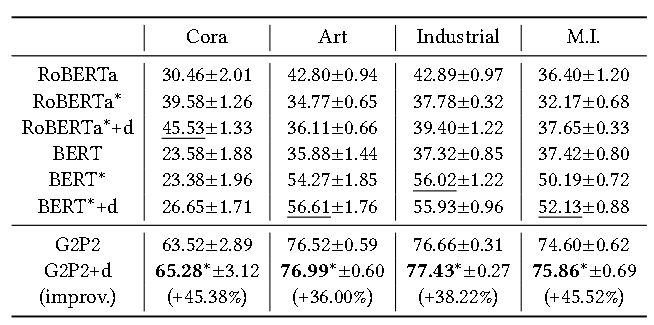 Cora Art Industrial M.I.
RoBERTa 30.46±2.01 42.80±0.94 42.89±0.97 36.40±1.20
RoBERTa* 39.58±1.26 34.77±0.65 37.78±0.32 32.17±0.68
RoBERTa*+d 45.53±1.33 36.11±0.66 39.40±1.22 37.65±0.33
BERT 23.58±1.88 35.88±1.44 37.32±0.85 37.42±0.80
BERT* 23.38±1.96 54.27±1.85 56.02±1.22 50.19±0.72
BERT*+d 26.65±1.71 56.61±1.76 55.93±0.96 52.13±0.88
G2P2 63.52±2.89 76.52±0.59 76.66±0.31 74.60±0.62
G2P2+d 65.28*±3.12 76.99*±0.60 77.43*±0.27 75.86*±0.69
(improv.) (+45.38%) (+36.00%) (+38.22%) (+45.52%)